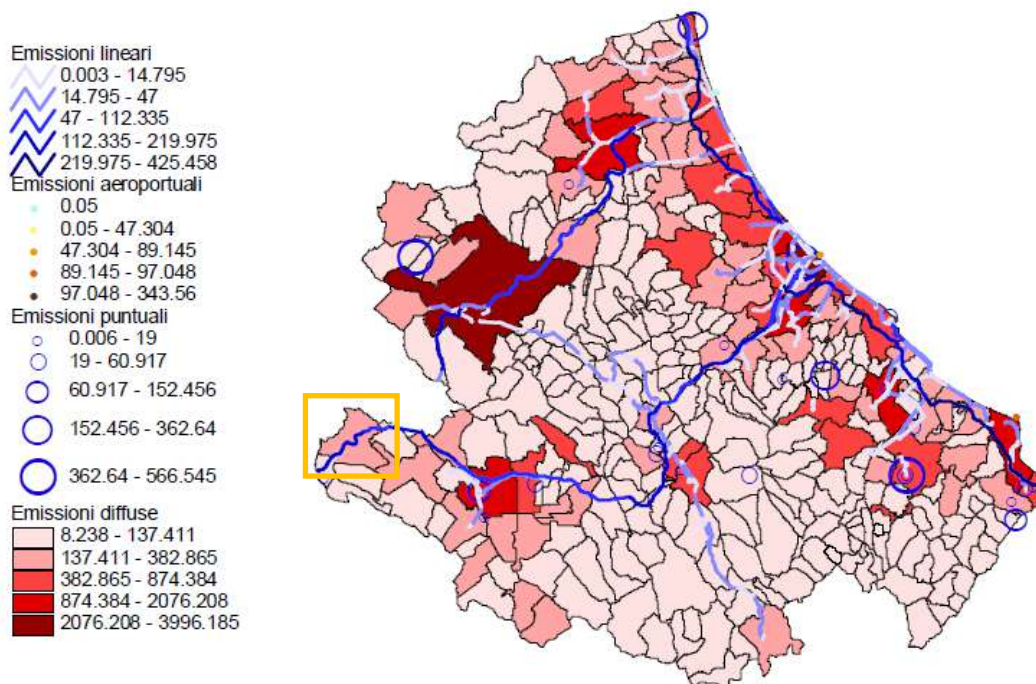 Emissioni lineari
0.003 - 14.795
14.795 - 47
47 - 112.335
112.335 - 219.975
219.975 - 425.458
Emissioni aeroportuali
0.05
0.05 - 47.304
47.304 - 89.145
89.145 - 97.048
97.048 - 343.56
Emissioni puntuali
0.006 - 19
19 - 60.917
60.917 - 152.456
152.456 - 362.64
362.64 - 566.545
Emissioni diffuse
8.238 - 137.411
137.411 - 382.865
382.865 - 874.384
874.384 - 2076.208
2076.208 - 3996.185